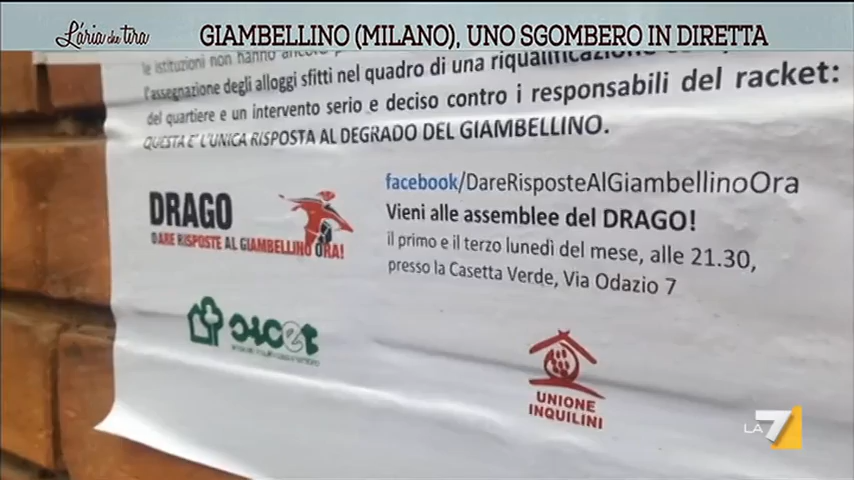 L'aria che tira
GIAMBELLINO (MILANO), UNO SGOMBERO IN DIRETTA
le istituzioni non hanno ancora
l'assegnazione degli alloggi sfitti nel quadro di una riqualificazione
del quartiere e un intervento serio e deciso contro i responsabili del racket:
QUESTA E' L'UNICA RISPOSTA AL DEGRADO DEL GIAMBELLINO.
facebook/DareRisposteAlGiambellinoOra
DRAGO
DARE RISPOSTE AL GIAMBELLINO ORA!
Vieni alle assemblee del DRAGO!
il primo e il terzo lunedì del mese, alle 21.30,
presso la Casetta Verde, Via Odazio 7
sicet
UNIONE
INQUILINI
LA 7